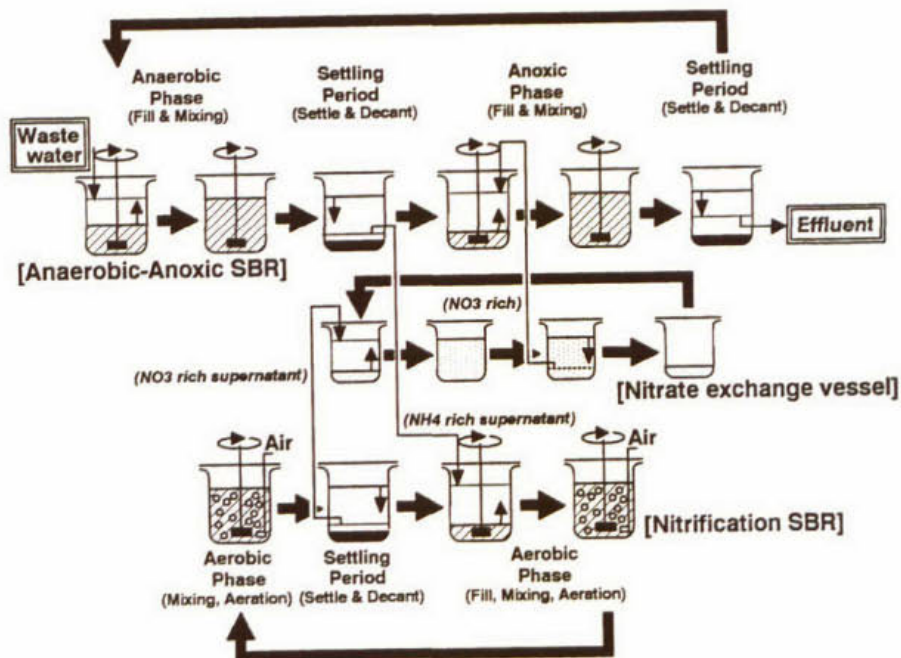 Anaerobic
Phase
(Fill & Mixing)
Settling
Period
(Settle & Decant)
Anoxic
Phase
(Fill & Mixing)
Settling
Period
(Settle & Decant)
Waste
water
Effluent
[Anaerobic-Anoxic SBR]
(NO3 rich)
(NO3 rich supernatant)
[Nitrate exchange vessel]
(NH4 rich supernatant)
Air
Air
[Nitrification SBR]
Aerobic
Phase
(Mixing, Aeration)
Settling
Period
(Settle & Decant)
Aerobic
Phase
(Fill, Mixing, Aeration)